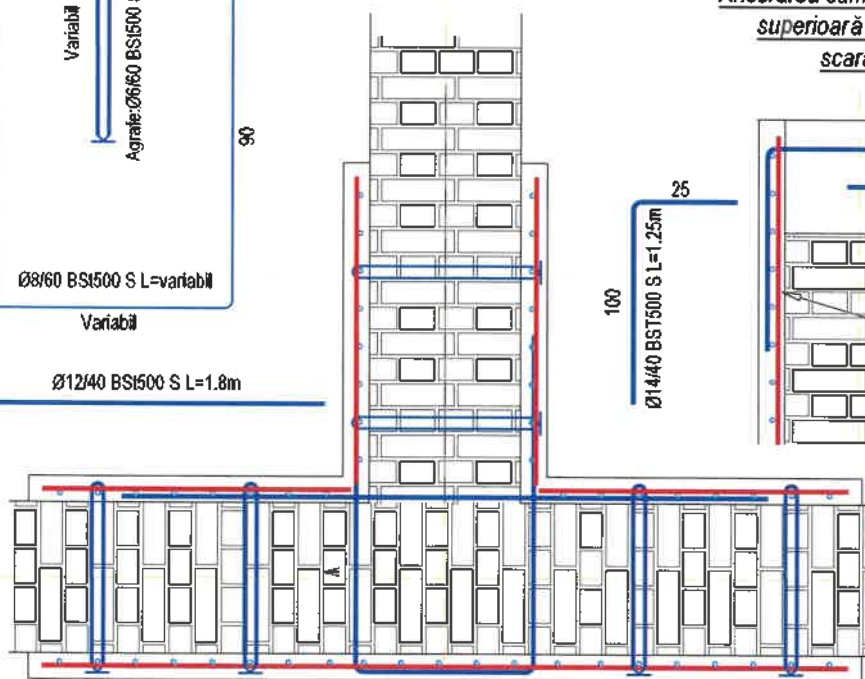 superioară
scara
Variabil
Agrafe:Ø6/60 BSt500 S
90
Ø8/60 BSt500 S L=variabil
Variabil
Ø12/40 BSt500 S L=1.8m
25
100
Ø14/40 BST500 S L=1.25m
A